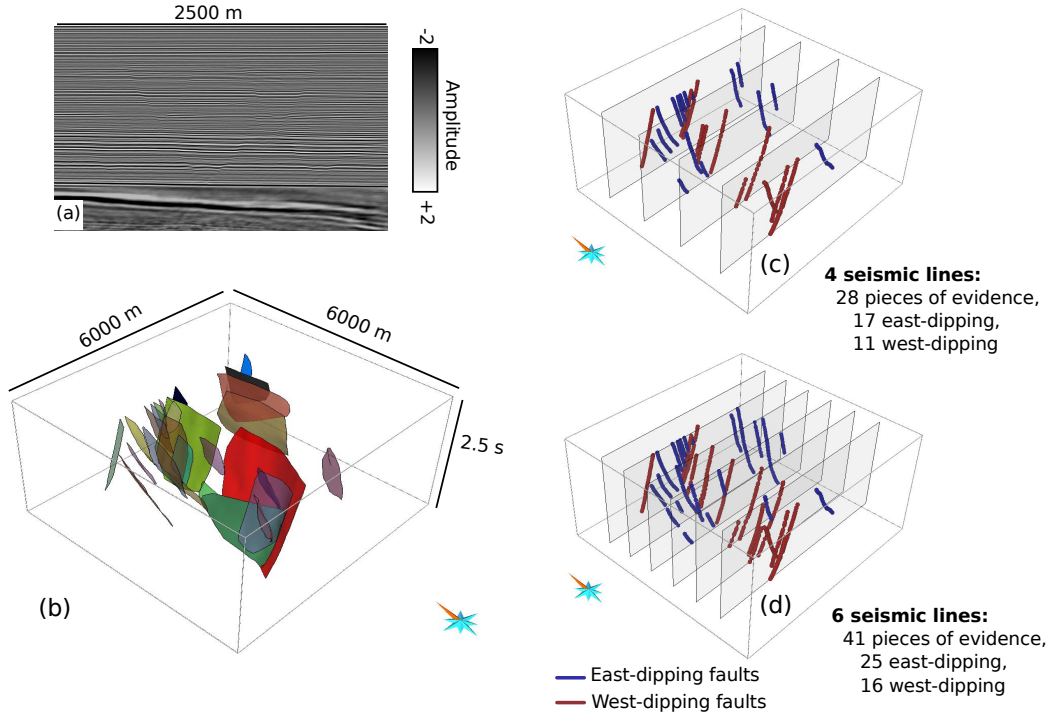 2500 m
-2
Amplitude
+2
(a)
6000 m
6000 m
2.5 s
(b)
(c)
4 seismic lines:
28 pieces of evidence,
17 east-dipping,
11 west-dipping
(d)
6 seismic lines:
41 pieces of evidence,
25 east-dipping,
16 west-dipping
East-dipping faults
West-dipping faults